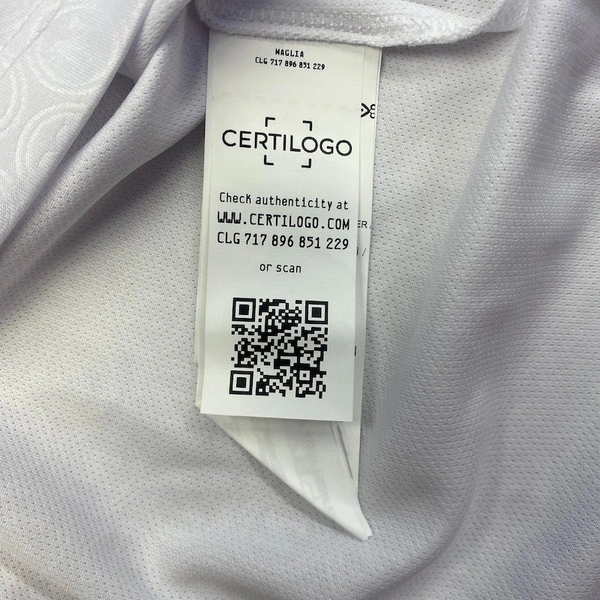 MAGLIA
CLG 717 896 851 229
CERTILOGO
Check authenticity at
WWW.CERTILOGO.COM
CLG 717 896 851 229
or scan
ER